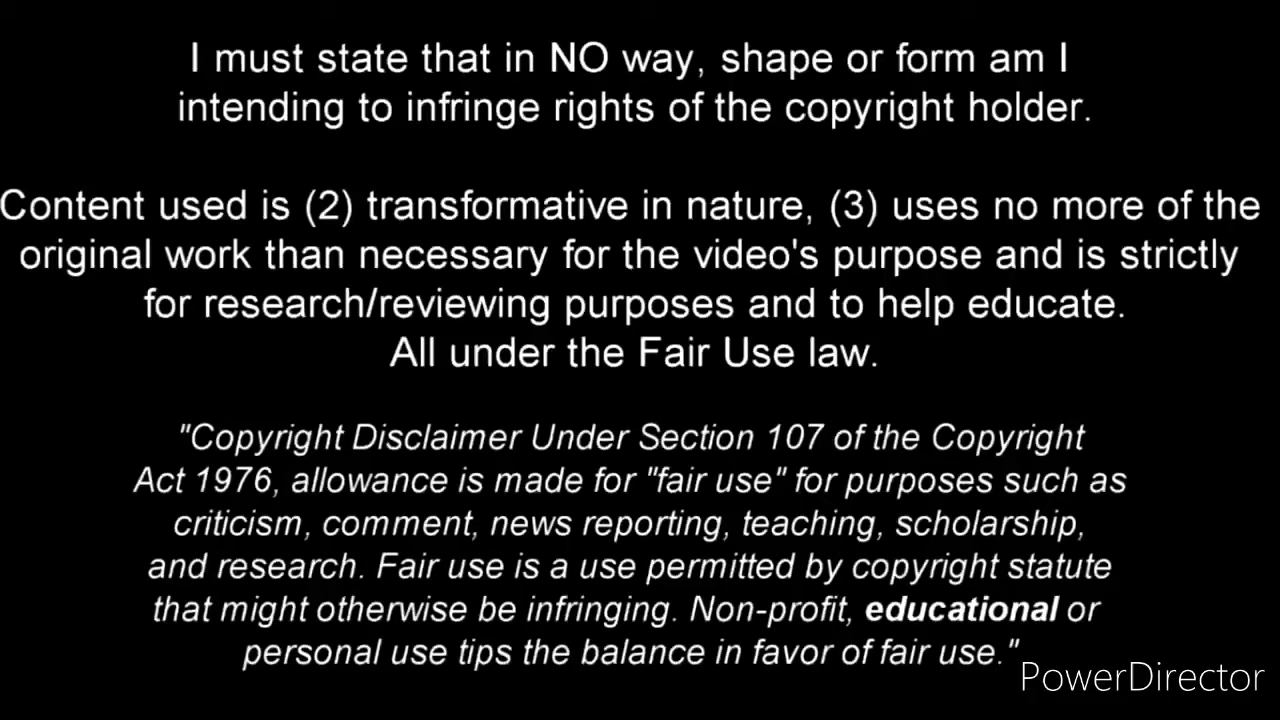 I must state that in NO way, shape or form am I
intending to infringe rights of the copyright holder.
Content used is (2) transformative in nature, (3) uses no more of the
original work than necessary for the video's purpose and is strictly
for research/reviewing purposes and to help educate.
All under the Fair Use law.
"Copyright Disclaimer Under Section 107 of the Copyright
Act 1976, allowance is made for "fair use" for purposes such as
criticism, comment, news reporting, teaching, scholarship,
and research. Fair use is a use permitted by copyright statute
that might otherwise be infringing. Non-profit, educational or
personal use tips the balance in favor of fair use."
PowerDirector